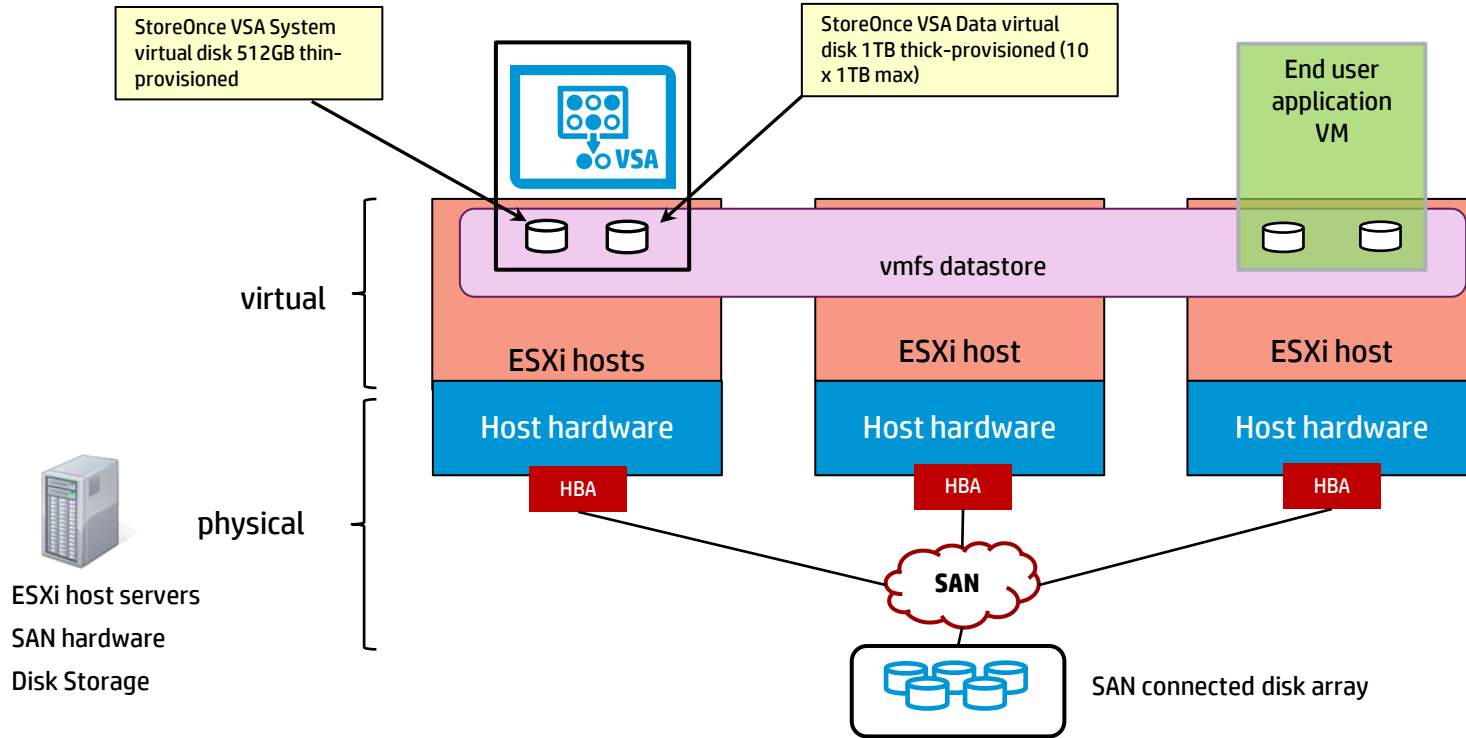 StoreOnce VSA System
virtual disk 512GB thin-
provisioned
StoreOnce VSA Data virtual
disk 1TB thick-provisioned (10
x 1TB max)
VSA
End user
application
VM
vmfs datastore
virtual
ESXi hosts
ESXi host
ESXi host
Host hardware
Host hardware
Host hardware
HBA
HBA
HBA
physical
SAN
ESXi host servers
SAN hardware
Disk Storage
SAN connected disk array